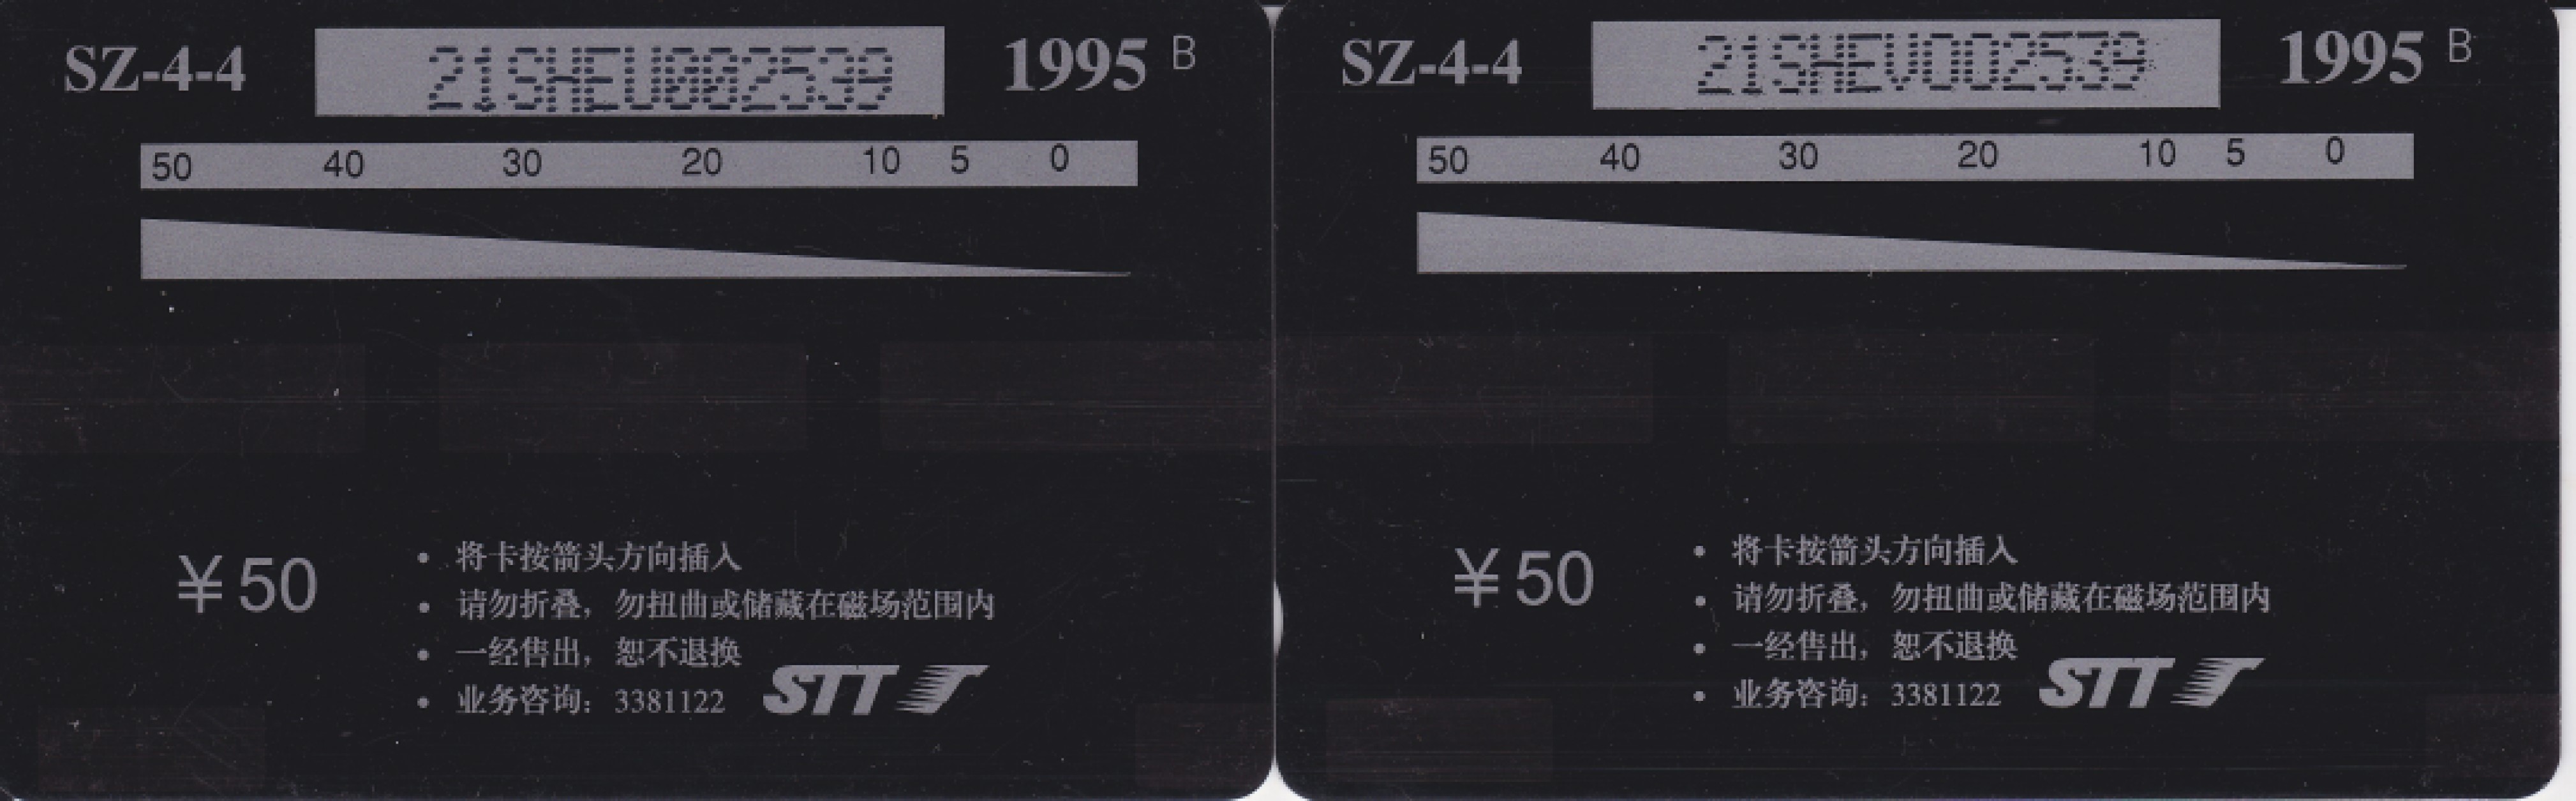 SZ-4-4 21SHEU002539 1995 B
50 40 30 20 10 5 0
¥50
• 将卡按箭头方向插入
• 请勿折叠，勿扭曲或储藏在磁场范围内
• 一经售出，恕不退换
• 业务咨询：3381122
STT
SZ-4-4 21SHEV002539 1995 B
50 40 30 20 10 5 0
¥50
• 将卡按箭头方向插入
• 请勿折叠，勿扭曲或储藏在磁场范围内
• 一经售出，恕不退换
• 业务咨询：3381122
STT